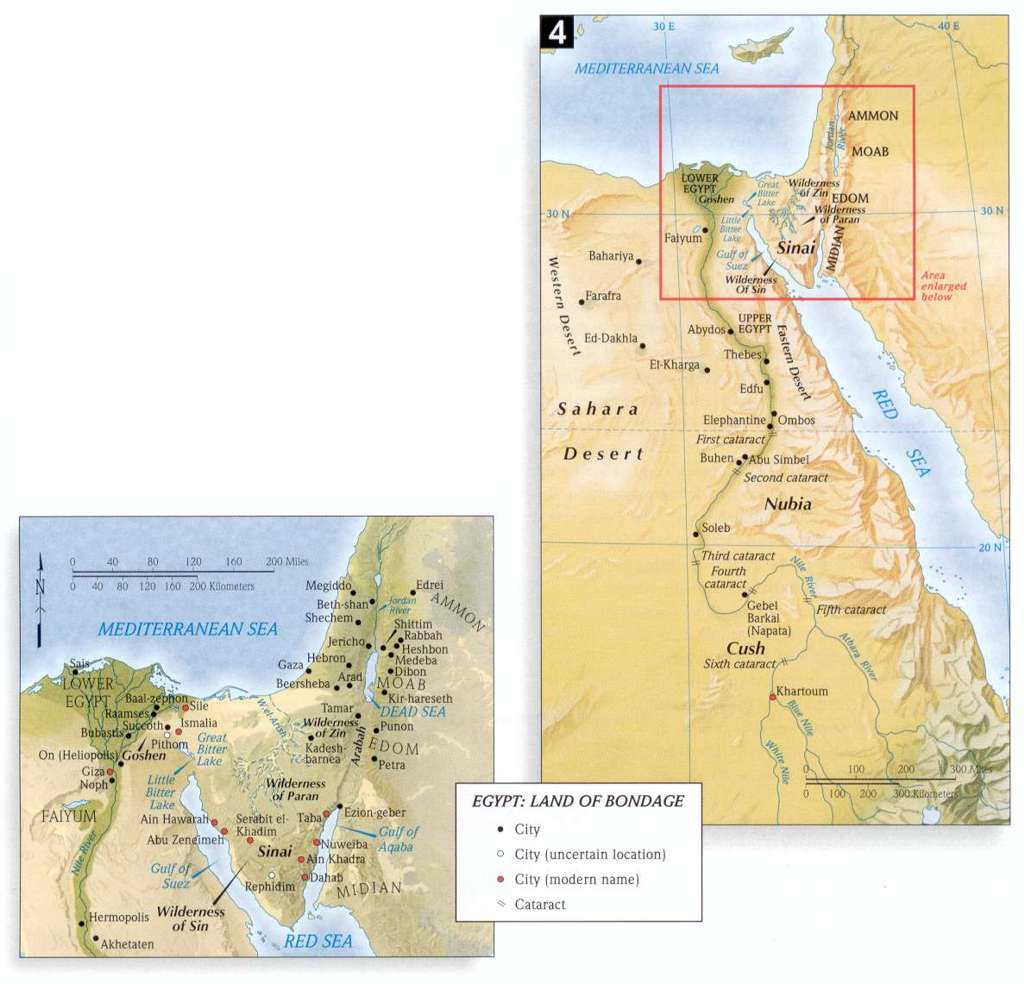 4
30 E
40 E
MEDITERRANEAN SEA
AMMON
Jordan
River
MOAB
LOWER
EGYPT
Goshen
Great
Bitter
Lake
Wilderness
of Zin
EDOM
Wilderness
of Paran
30 N
30 N
Little
Bitter
Lake
Faiyum
Sinai
MIDIAN
Gulf of
Suez
Bahariya
Wilderness
Of Sin
Area
enlarged
below
Western Desert
Farafra
UPPER
EGYPT
Abydos
Eastern Desert
Ed-Dakhla
Thebes
El-Kharga
Edfu
RED
SEA
Sahara
Desert
Elephantine
Ombos
First cataract
Buhen
Abu Simbel
Second cataract
Nubia
Soleb
20 N
Third cataract
Fourth
cataract
Nile River
Gebel
Barkal
(Napata)
Fifth cataract
Cush
Atbara River
Sixth cataract
Khartoum
Blue Nile
White Nile
0 100 200 300 Miles
0 100 200 300 Kilometers
N
0 40 80 120 160 200 Miles
0 40 80 120 160 200 Kilometers
Megiddo
Edrei
Beth-shan
Jordan
River
AMMON
Shechem
MEDITERRANEAN SEA
Shittim
Rabbah
Jericho
Heshbon
Hebron
Medeba
Sais
Gaza
Dibon
LOWER
EGYPT
Arad
MOAB
Beersheba
Baal-zephon
Kir-hareseth
Sile
Raamses
Tamar
DEAD SEA
Wel-Arish
Succoth
Ismalia
Wilderness
of Zin
Punon
Bubastis
Pithom
Great
Bitter
Lake
Kadesh-
barnea
Arabah
EDOM
On (Heliopolis)
Goshen
Petra
Giza
Noph
Little
Bitter
Lake
Wilderness
of Paran
FAIYUM
Ain Hawarah
Serabit el-
Khadim
Taba
Ezion-geber
Abu Zeneimeh
Gulf of
Aqaba
Nile River
Sinai
Nuweiba
Ain Khadra
Gulf of
Suez
Rephidim
Dahab
MIDIAN
Wilderness
of Sin
Hermopolis
Akhetaten
RED SEA
EGYPT: LAND OF BONDAGE
City
City (uncertain location)
City (modern name)
Cataract